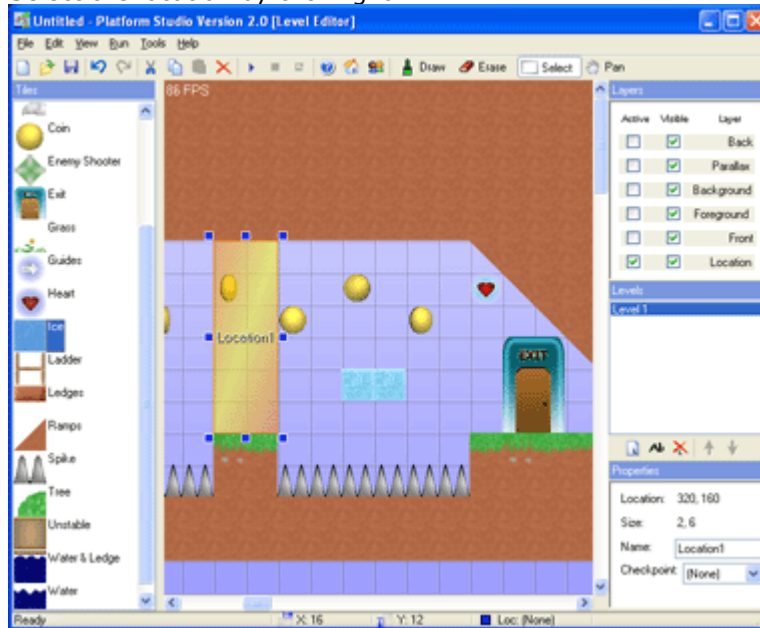 Untitled - Platform Studio Version 2.0 [Level Editor]
File Edit View Run Tools Help
Draw Erase Select Pan
Tiles
86 FPS
Layers
Coin
Enemy Shooter
Exit
Grass
Guides
Heart
Ice
Ladder
Ledges
Ramps
Spike
Tree
Unstable
Water & Ledge
Water
Location1
EXIT
Active Visible Layer
Back
Parallax
Background
Foreground
Front
Location
Levels
Level 1
Properties
Location: 320, 160
Size: 2, 6
Name: Location1
Checkpoint: (None)
Ready X: 16 Y: 12 Loc: (None)